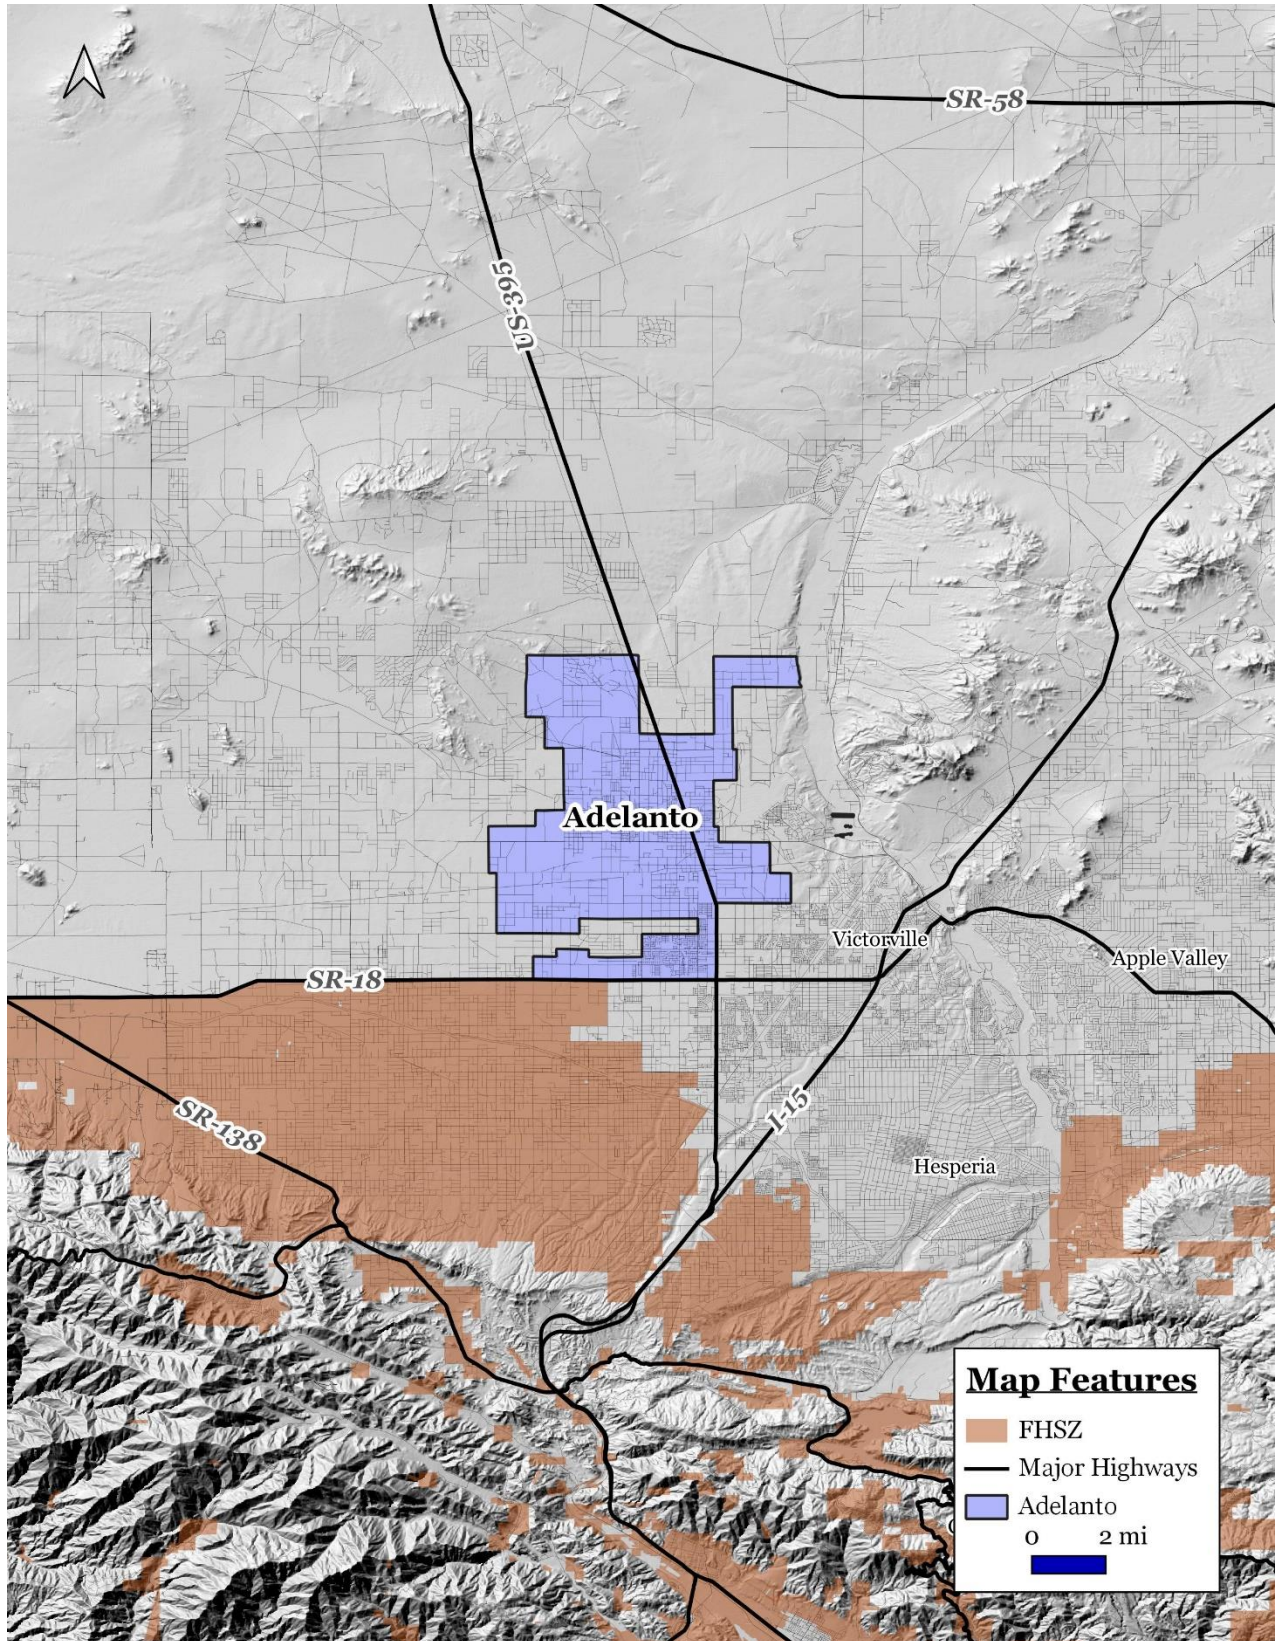 SR-58
US-395
Adelanto
Victorville
Apple Valley
SR-18
I-15
SR-138
Hesperia
Map Features
FHSZ
Major Highways
Adelanto
0 2 mi